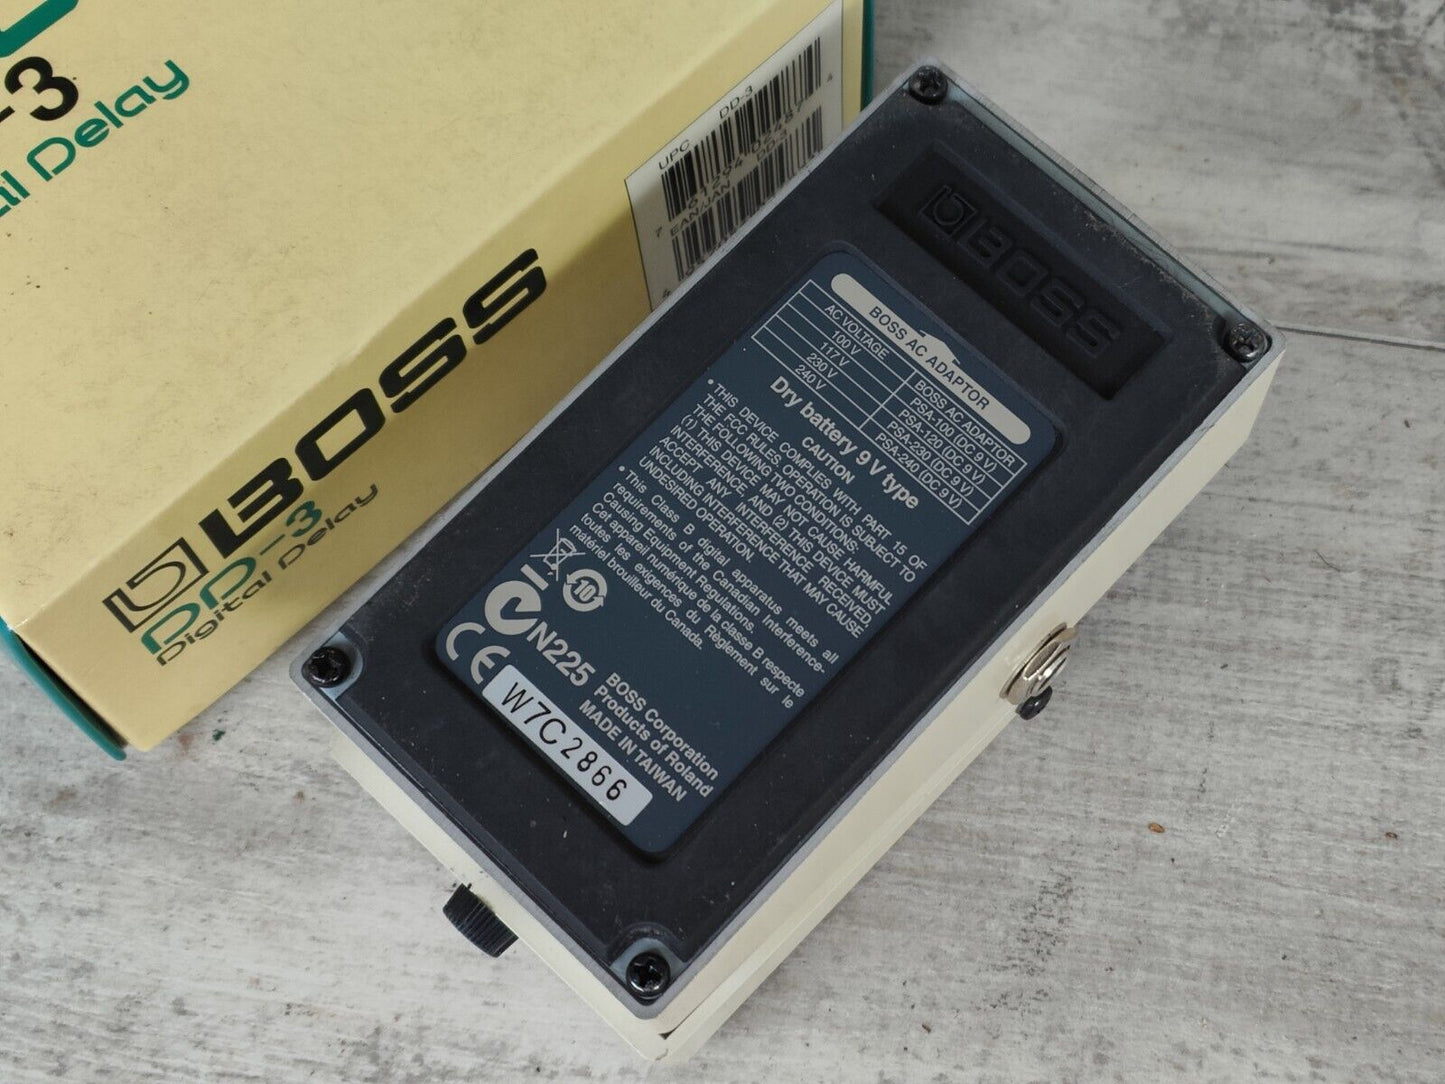 -3
al Delay
BOSS
DD-3
Digital Delay
UPC DD-3
EAN/JAN DD-3
BOSS
BOSS AC ADAPTOR
AC VOLTAGE BOSS AC ADAPTOR
100 V PSA-100 (DC 9 V)
117 V PSA-120 (DC 9 V)
230 V PSA-230 (DC 9 V)
240 V PSA-240 (DC 9 V)
Dry battery 9 V type
CAUTION
• THIS DEVICE COMPLIES WITH PART 15 OF
THE FCC RULES, OPERATION IS SUBJECT TO
THE FOLLOWING TWO CONDITIONS:
(1) THIS DEVICE MAY NOT CAUSE HARMFUL
INTERFERENCE, AND (2) THIS DEVICE MUST
ACCEPT ANY INTERFERENCE RECEIVED,
INCLUDING INTERFERENCE THAT MAY CAUSE
UNDESIRED OPERATION.
• This Class B digital apparatus meets all
requirements of the Canadian Interference-
Causing Equipment Regulations.
Cet appareil numérique de la classe B respecte
toutes les exigences du Règlement sur le
matériel brouilleur du Canada.
10
N225
CE
BOSS Corporation
Products of Roland
MADE IN TAIWAN
W7C2866